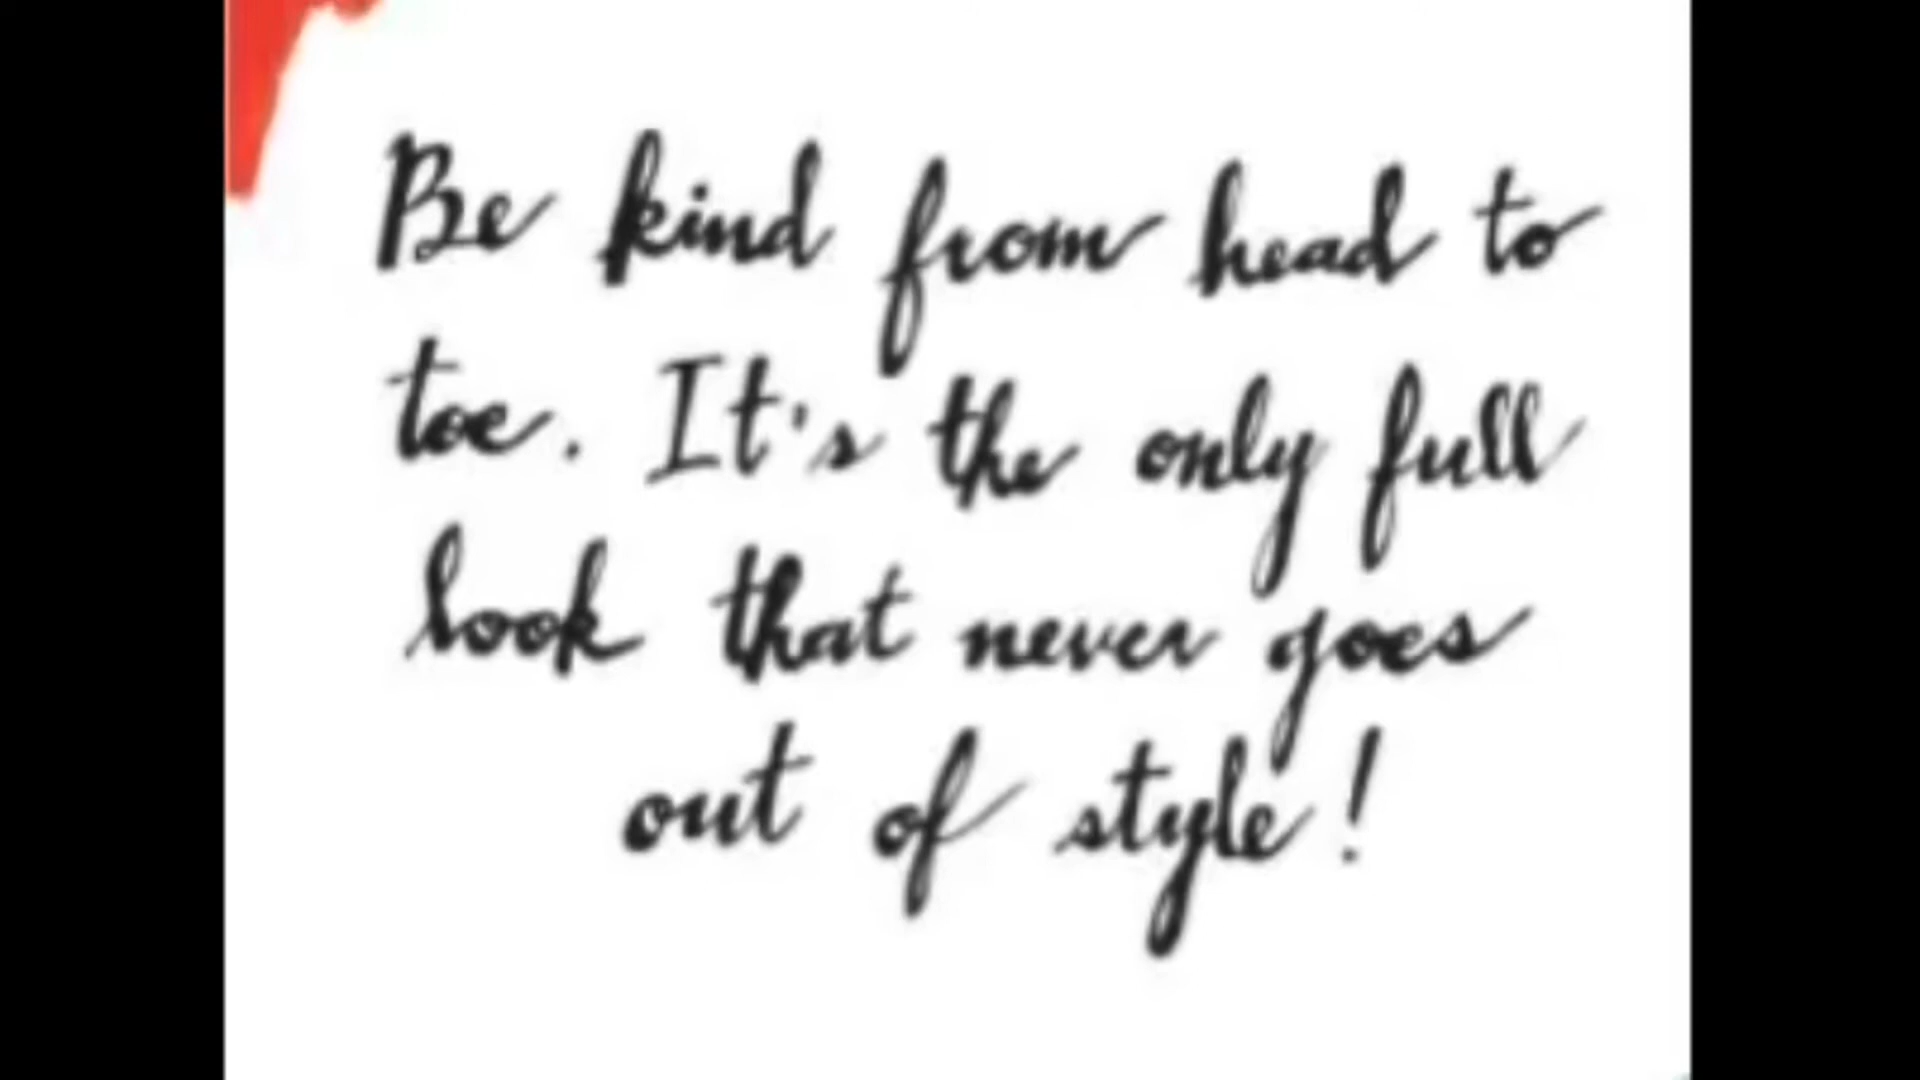 Be kind from head to
toe. It's the only full
look that never goes
out of style!